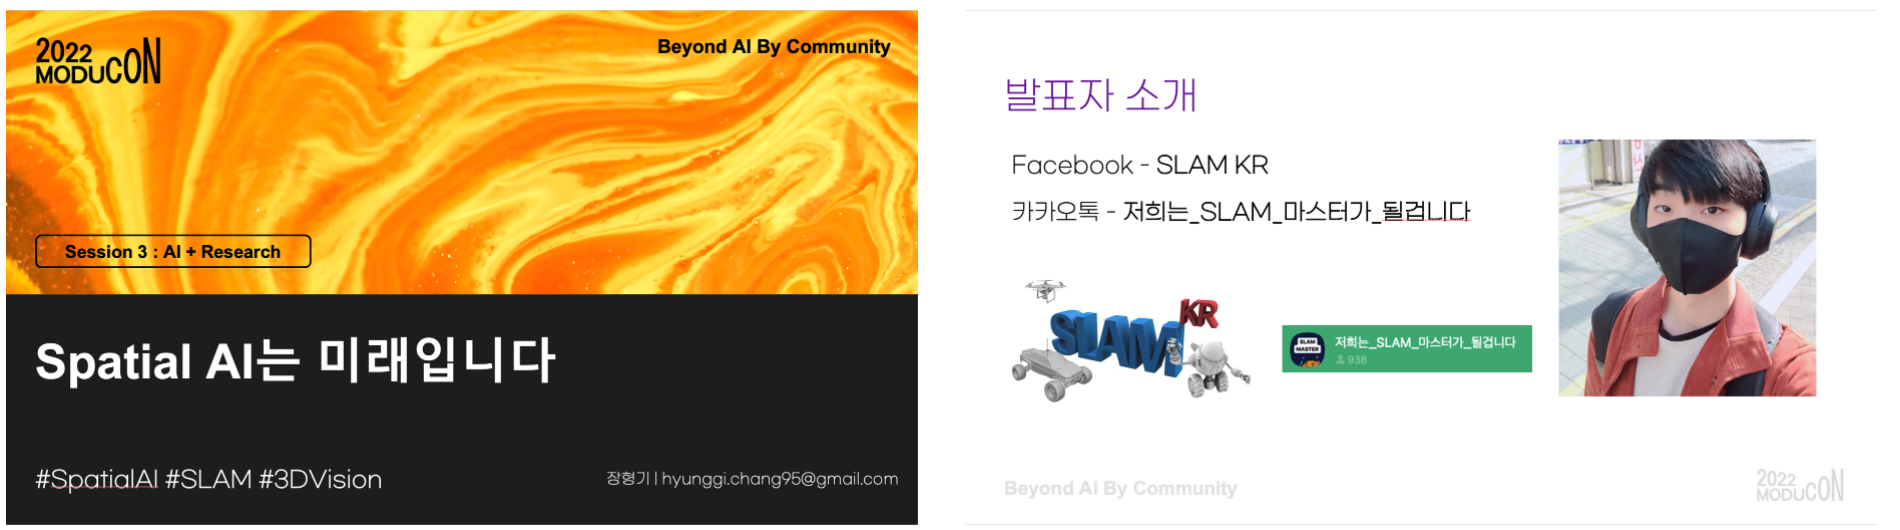 2022
MODUCON
Beyond AI By Community
Session 3 : AI + Research
Spatial AI는 미래입니다
#SpatialAI #SLAM #3DVision
장형기 | hyunggi.chang95@gmail.com
발표자 소개
Facebook - SLAM KR
카카오톡 - 저희는_SLAM_마스터가_될겁니다
SLAM KR
SLAM
MASTER
저희는_SLAM_마스터가_될겁니다
938
Beyond AI By Community
2022
MODUCON